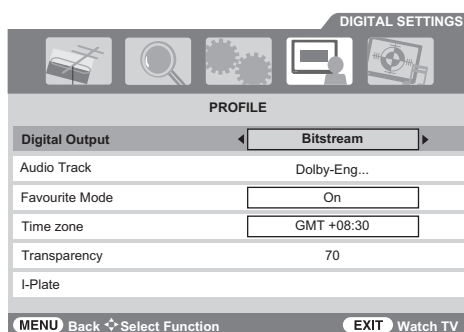 DIGITAL SETTINGS
PROFILE
Digital Output Bitstream
Audio Track Dolby-Eng...
Favourite Mode On
Time zone GMT +08:30
Transparency 70
I-Plate
MENU Back Select Function EXIT Watch TV